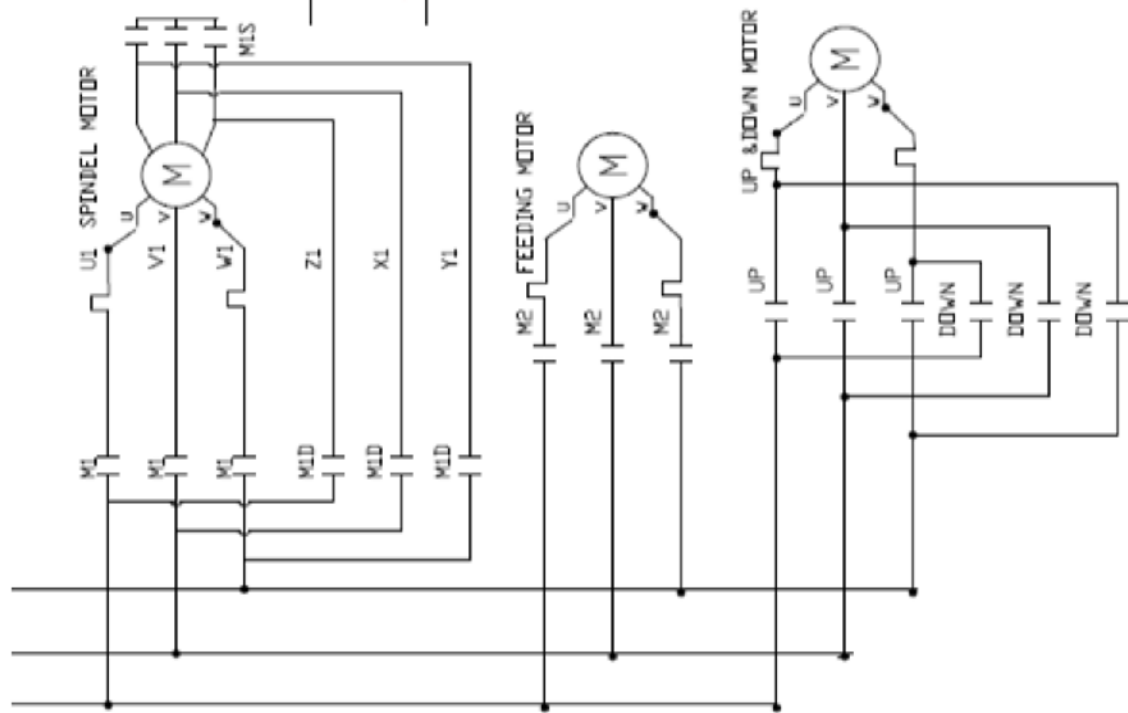 M1S
SPINDEL MOTOR
M
U
V
W
U1
V1
W1
Z1
X1
Y1
M1
M1
M1
M1D
M1D
M1D
FEEDING MOTOR
M
U
V
W
M2
M2
M2
UP &DOWN MOTOR
M
U
V
W
UP
UP
UP
DOWN
DOWN
DOWN